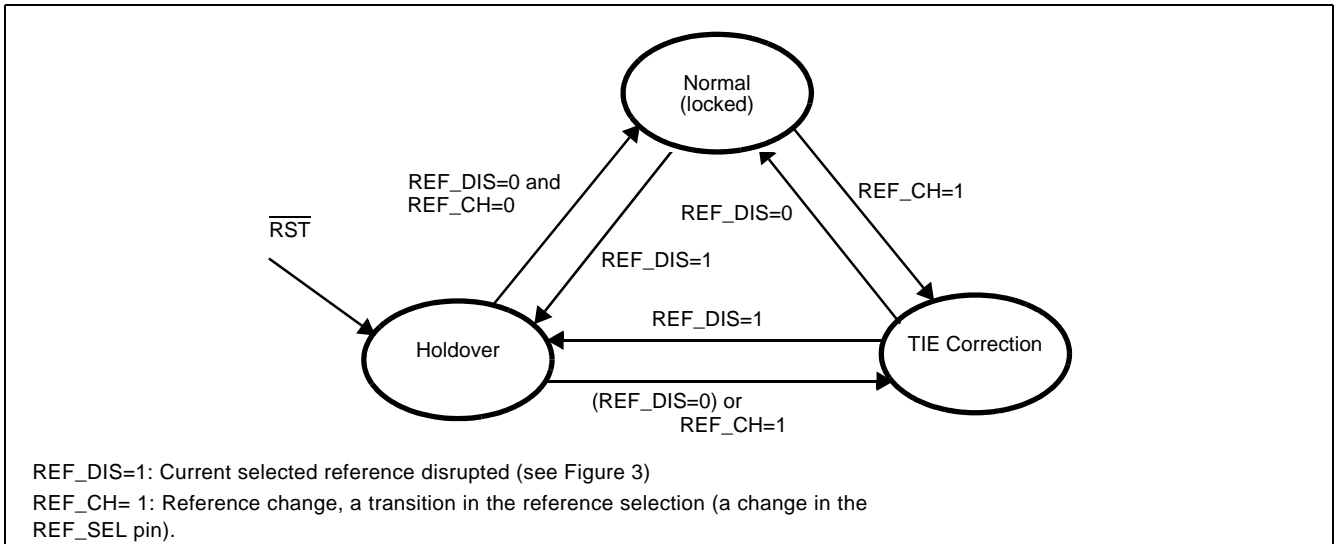 Normal
(locked)
REF_DIS=0 and
REF_CH=0
REF_CH=1
REF_DIS=0
RST
REF_DIS=1
REF_DIS=1
Holdover
TIE Correction
(REF_DIS=0) or
REF_CH=1
REF_DIS=1: Current selected reference disrupted (see Figure 3)
REF_CH= 1: Reference change, a transition in the reference selection (a change in the
REF_SEL pin).